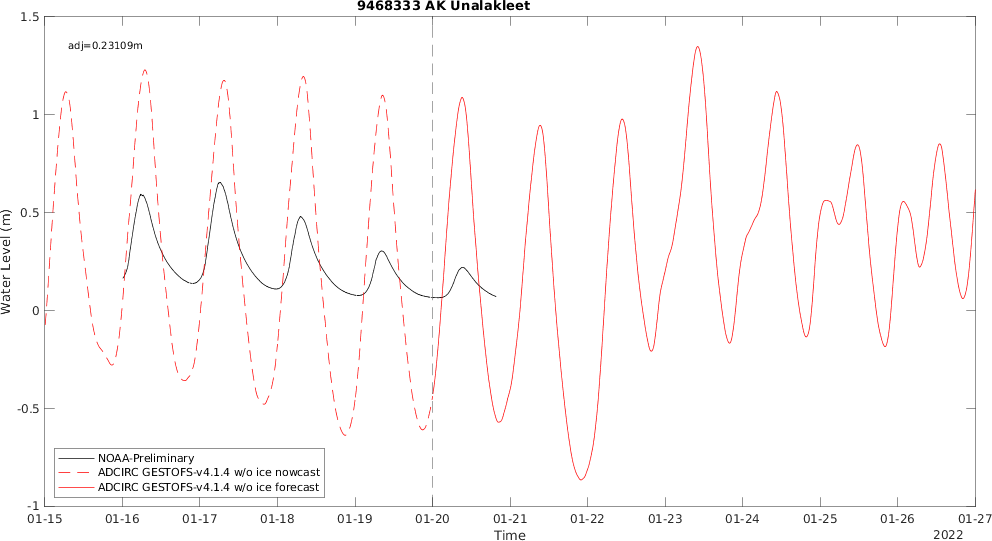 9468333 AK Unalakleet
adj=0.23109m
Water Level (m)
1.5
1
0.5
0
-0.5
-1
NOAA-Preliminary
ADCIRC GESTOFS-v4.1.4 w/o ice nowcast
ADCIRC GESTOFS-v4.1.4 w/o ice forecast
01-15 01-16 01-17 01-18 01-19 01-20 01-21 01-22 01-23 01-24 01-25 01-26 01-27
Time
2022